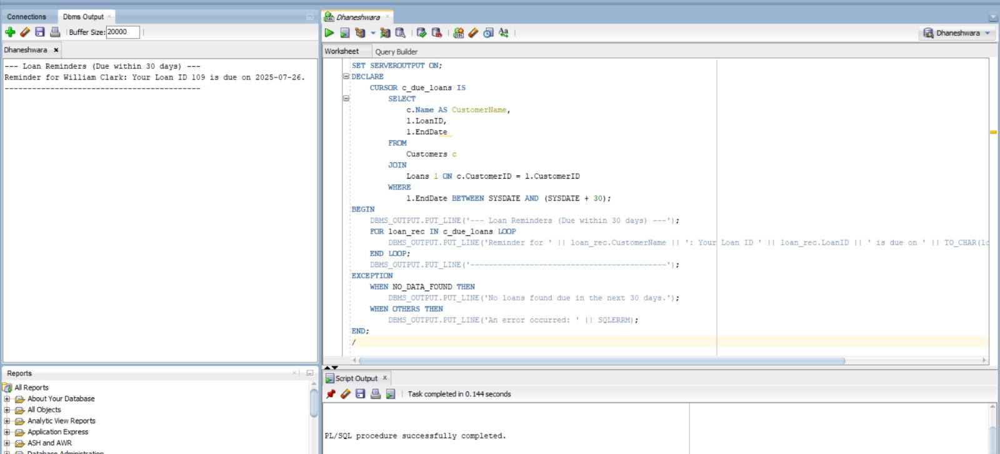 Connections
Dbms Output
Buffer Size: 20000
Dhaneshwara
--- Loan Reminders (Due within 30 days) ---
Reminder for William Clark: Your Loan ID 109 is due on 2025-07-26.
-------------------------------------------
Reports
All Reports
About Your Database
All Objects
Analytic View Reports
Application Express
ASH and AWR
Database Administration
Dhaneshwara
Dhaneshwara
Worksheet
Query Builder
SET SERVEROUTPUT ON;
DECLARE
CURSOR c_due_loans IS
SELECT
c.Name AS CustomerName,
l.LoanID,
l.EndDate
FROM
Customers c
JOIN
Loans l ON c.CustomerID = l.CustomerID
WHERE
l.EndDate BETWEEN SYSDATE AND (SYSDATE + 30);
BEGIN
DBMS_OUTPUT.PUT_LINE('--- Loan Reminders (Due within 30 days) ---');
FOR loan_rec IN c_due_loans LOOP
DBMS_OUTPUT.PUT_LINE('Reminder for ' || loan_rec.CustomerName || ': Your Loan ID ' || loan_rec.LoanID || ' is due on ' || TO_CHAR(lo
END LOOP;
DBMS_OUTPUT.PUT_LINE('-------------------------------------------');
EXCEPTION
WHEN NO_DATA_FOUND THEN
DBMS_OUTPUT.PUT_LINE('No loans found due in the next 30 days.');
WHEN OTHERS THEN
DBMS_OUTPUT.PUT_LINE('An error occurred: ' || SQLERRM);
END;
/
Script Output
Task completed in 0.144 seconds
PL/SQL procedure successfully completed.